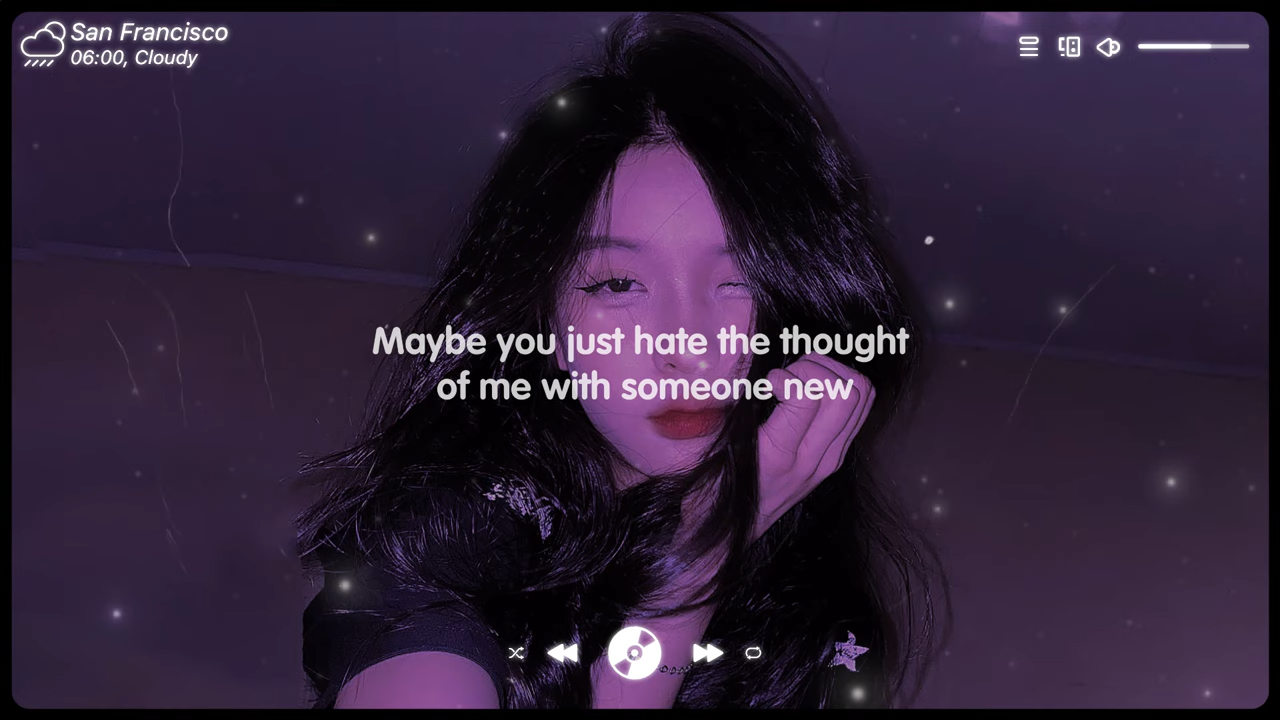 San Francisco
06:00, Cloudy
Maybe you just hate the thought
of me with someone new